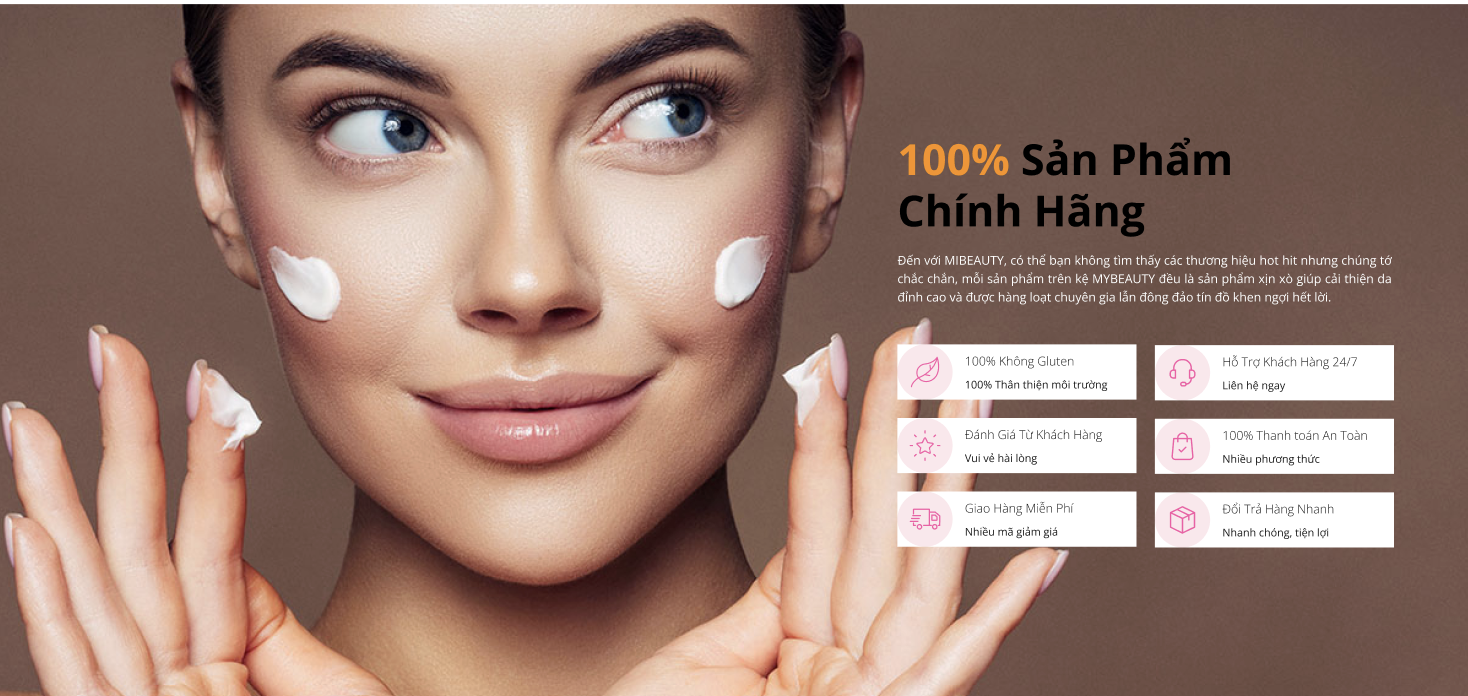 100% Sản Phẩm
Chính Hãng
Đến với MIBEAUTY, có thể bạn không tìm thấy các thương hiệu hot hit nhưng chúng tớ
chắc chắn, mỗi sản phẩm trên kệ MYBEAUTY đều là sản phẩm xịn xò giúp cải thiện da
đỉnh cao và được hàng loạt chuyên gia lẫn đông đảo tín đồ khen ngợi hết lời.
100% Không Gluten
100% Thân thiện môi trường
Hỗ Trợ Khách Hàng 24/7
Liên hệ ngay
Đánh Giá Từ Khách Hàng
Vui vẻ hài lòng
100% Thanh toán An Toàn
Nhiều phương thức
Giao Hàng Miễn Phí
Nhiều mã giảm giá
Đổi Trả Hàng Nhanh
Nhanh chóng, tiện lợi